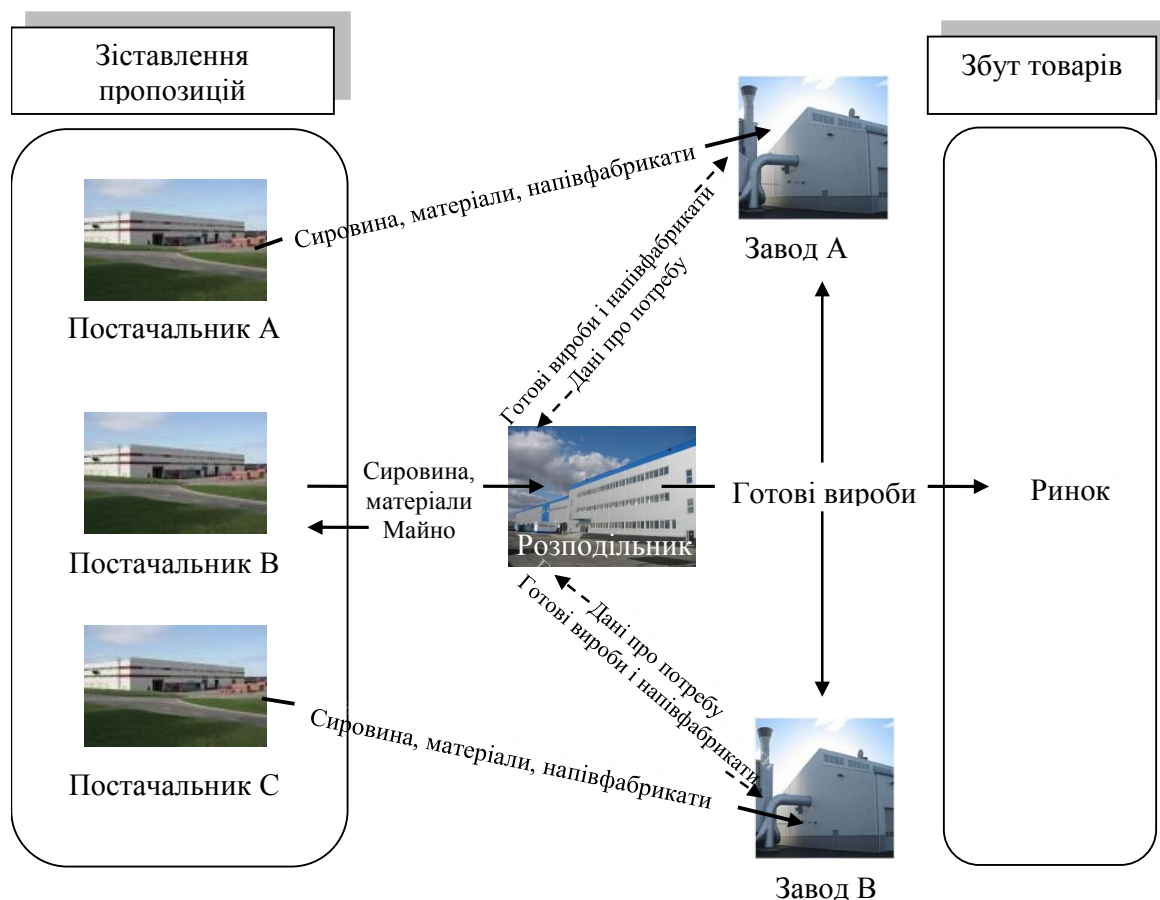 Зіставлення
пропозицій
Збут товарів
Сировина, матеріали, напівфабрикати
Завод А
Постачальник А
Готові вироби і напівфабрикати
Дані про потребу
Сировина,
матеріали
Майно
Розподільник
Готові вироби
Ринок
Постачальник В
Дані про потребу
Готові вироби і напівфабрикати
Сировина, матеріали, напівфабрикати
Постачальник С
Завод В